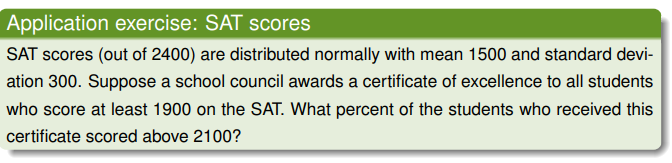 Application exercise: SAT scores
SAT scores (out of 2400) are distributed normally with mean 1500 and standard devi-
ation 300. Suppose a school council awards a certificate of excellence to all students
who score at least 1900 on the SAT. What percent of the students who received this
certificate scored above 2100?